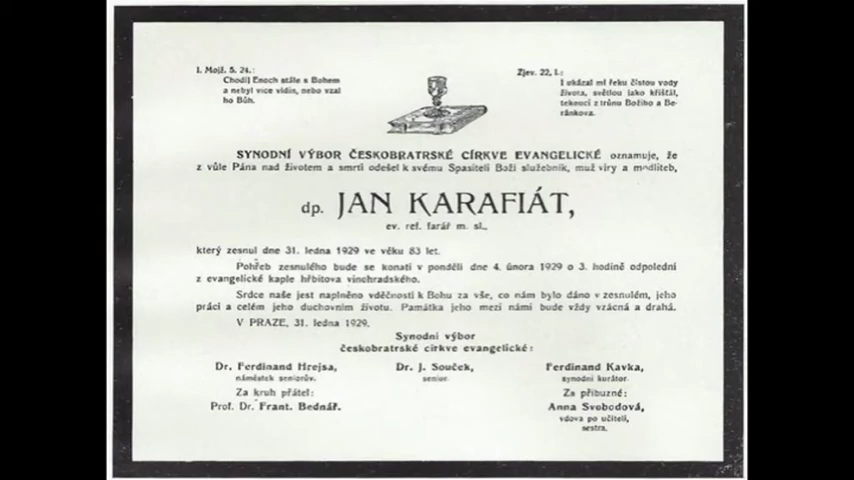 I. Mojž. 5. 24.:
Chodil Enoch stále s Bohem
a nebyl více vidín, nebo vzal
ho Bůh.
Zjev. 22, 1.:
I ukázal mi řeku čistou vody
života, světlou jako křišťál,
tekoucí z trůnu Božího a Be-
ránkova.
SYNODNÍ VÝBOR ČESKOBRATRSKÉ CÍRKVE EVANGELICKÉ oznamuje, že
z vůle Pána nad životem a smrtí odešel k svému Spasiteli Boží služebník, muž víry a modliteb,
dp. JAN KARAFIÁT,
ev. ref. farář m. sl.,
který zesnul dne 31. ledna 1929 ve věku 83 let.
Pohřeb zesnulého bude se konati v pondělí dne 4. února 1929 o 3. hodině odpolední
z evangelické kaple hřbitova vinohradského.
Srdce naše jest naplněno vděčností k Bohu za vše, co nám bylo dáno v zesnulém, jeho
práci a celém jeho duchovním životu. Památka jeho mezi námi bude vždy vzácná a drahá.
V PRAZE, 31. ledna 1929.
Synodní výbor
českobratrské církve evangelické:
Dr. Ferdinand Hrejsa,
náměstek seniorův.
Dr. J. Souček,
senior.
Ferdinand Kavka,
synodní kurátor.
Za kruh přátel:
Prof. Dr. Frant. Bednář.
Za příbuzné:
Anna Svobodová,
vdova po učiteli,
sestra.